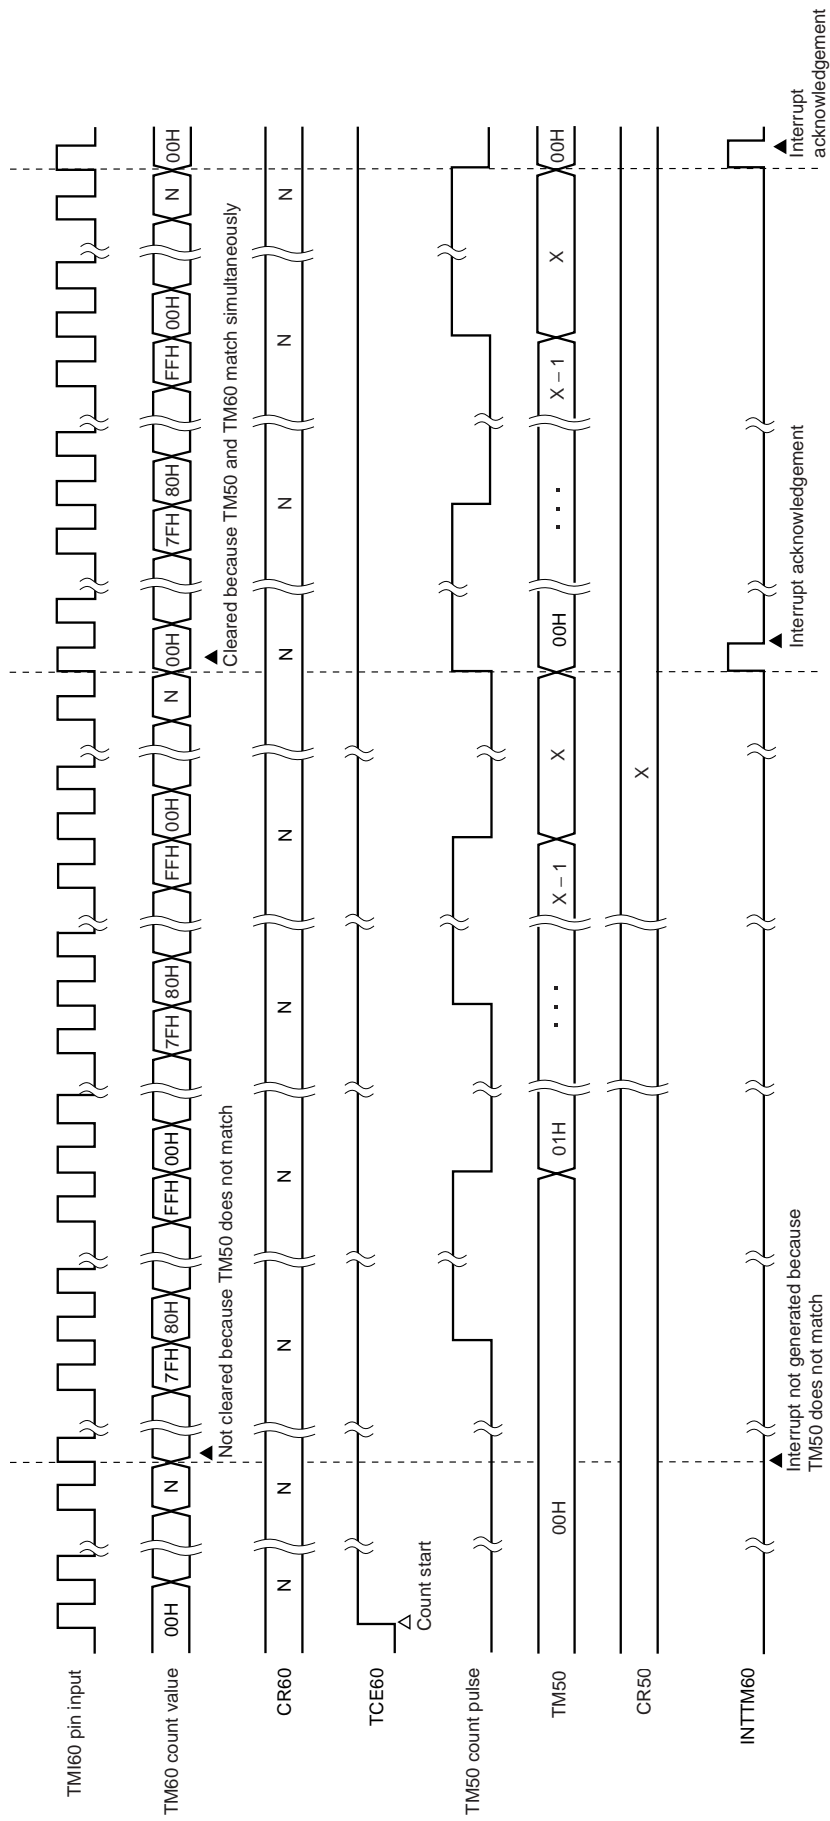 TMI60 pin input
TM60 count value 00H N 7FH 80H FFH 00H 7FH 80H FFH 00H N 00H 7FH 80H FFH 00H N 00H
Not cleared because TM50 does not match
Cleared because TM50 and TM60 match simultaneously
CR60 N N N N N N N N N N
TCE60
Count start
TM50 count pulse
TM50 00H 01H ... X – 1 X 00H ... X – 1 X 00H
CR50 X
INTTM60
Interrupt not generated because
TM50 does not match
Interrupt acknowledgement
Interrupt
acknowledgement